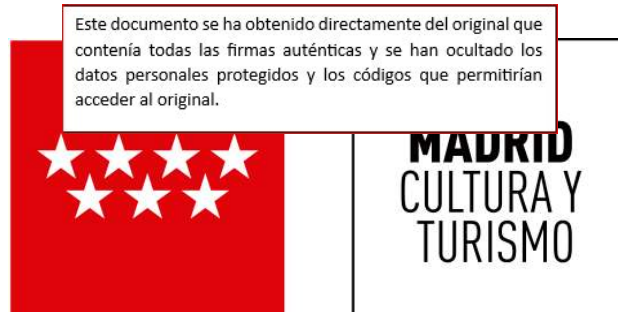 Este documento se ha obtenido directamente del original que
contenía todas las firmas auténticas y se han ocultado los
datos personales protegidos y los códigos que permitirían
acceder al original.
MADRID
CULTURA Y
TURISMO